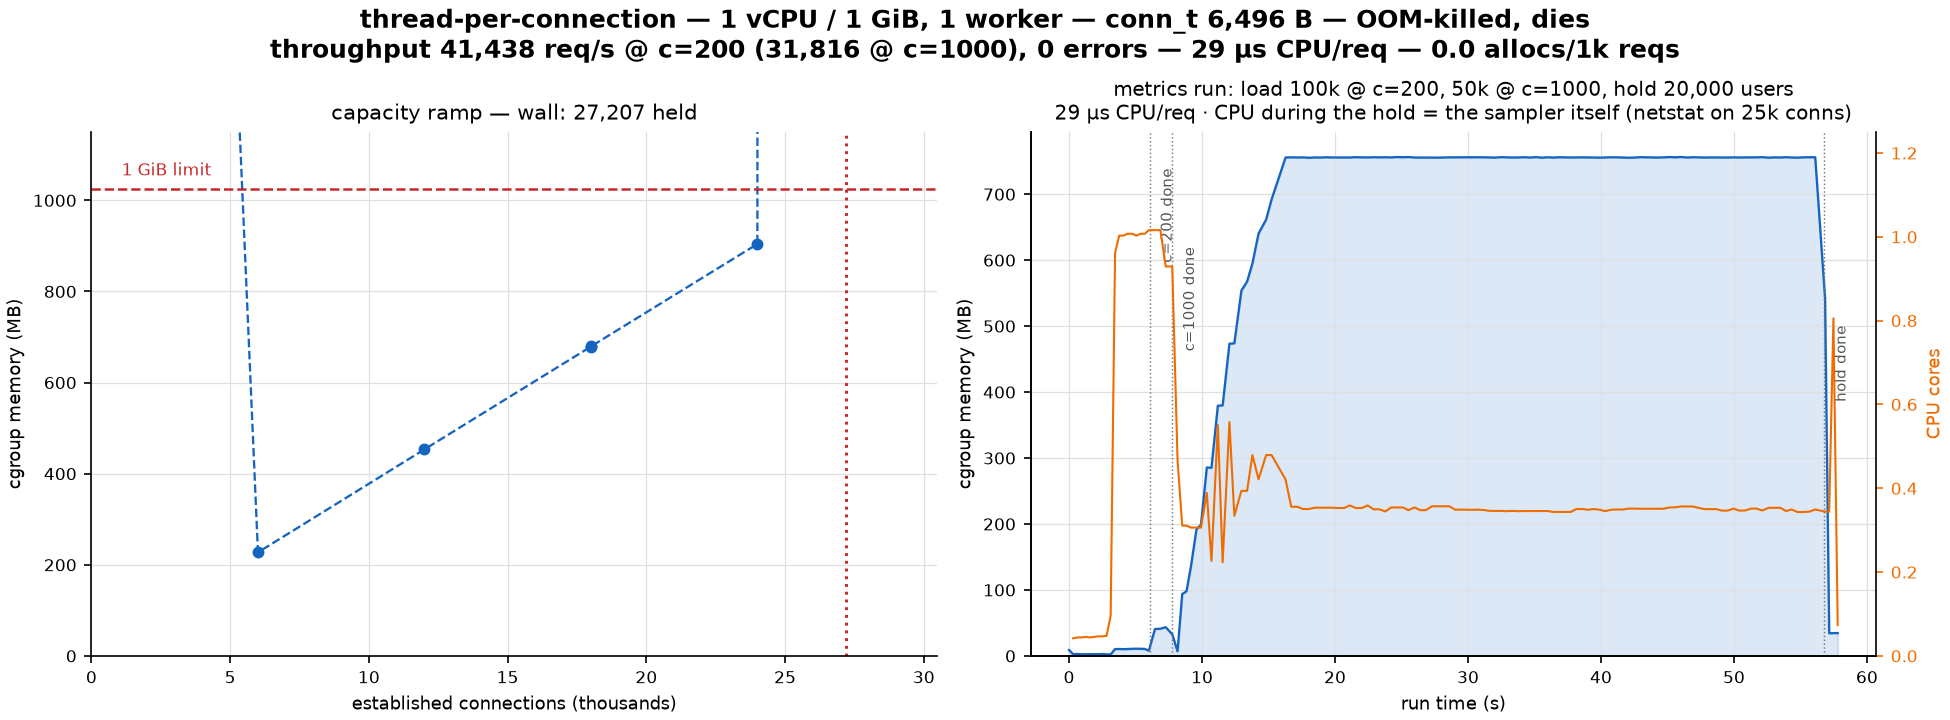 thread-per-connection — 1 vCPU / 1 GiB, 1 worker — conn_t 6,496 B — OOM-killed, dies
throughput 41,438 req/s @ c=200 (31,816 @ c=1000), 0 errors — 29 µs CPU/req — 0.0 allocs/1k reqs
capacity ramp — wall: 27,207 held
1 GiB limit
cgroup memory (MB)
1000
800
600
400
200
0
0 5 10 15 20 25 30
established connections (thousands)
metrics run: load 100k @ c=200, 50k @ c=1000, hold 20,000 users
29 µs CPU/req · CPU during the hold = the sampler itself (netstat on 25k conns)
cgroup memory (MB)
700
600
500
400
300
200
100
0
c=200 done
c=1000 done
hold done
1.2
1.0
0.8
0.6
0.4
0.2
0.0
CPU cores
0 10 20 30 40 50 60
run time (s)